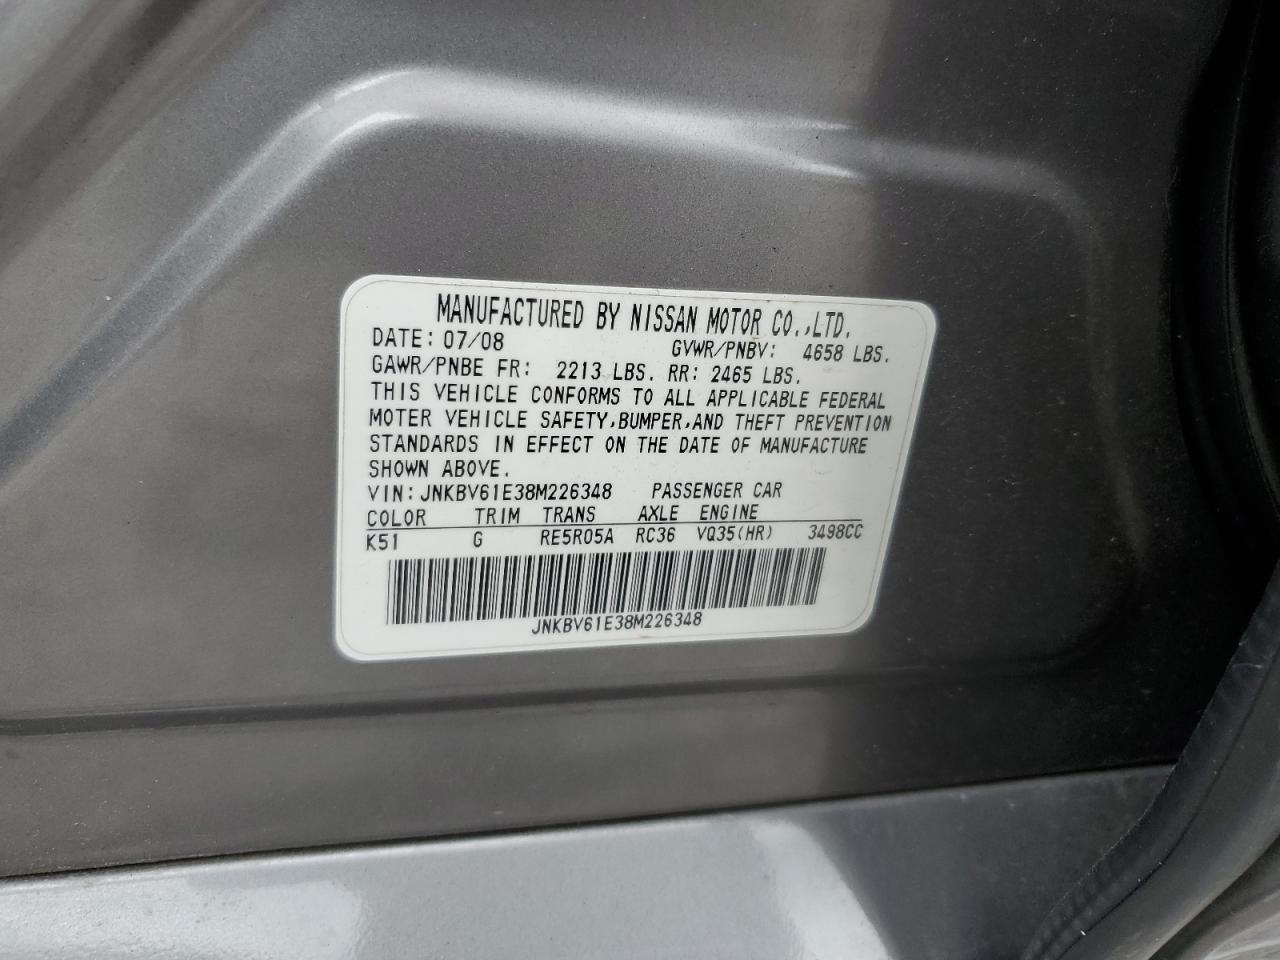 MANUFACTURED BY NISSAN MOTOR CO.,LTD.
DATE: 07/08 GVWR/PNBV: 4658 LBS.
GAWR/PNBE FR: 2213 LBS. RR: 2465 LBS.
THIS VEHICLE CONFORMS TO ALL APPLICABLE FEDERAL
MOTER VEHICLE SAFETY,BUMPER,AND THEFT PREVENTION
STANDARDS IN EFFECT ON THE DATE OF MANUFACTURE
SHOWN ABOVE.
VIN: JNKBV61E38M226348 PASSENGER CAR
COLOR TRIM TRANS AXLE ENGINE
K51 G RE5R05A RC36 VQ35(HR) 3498CC
JNKBV61E38M226348